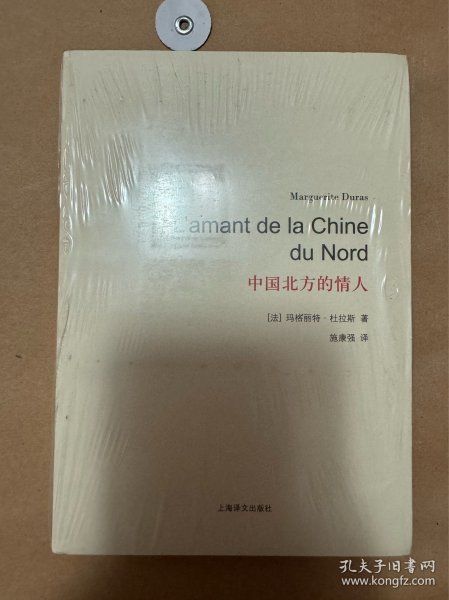 Marguerite Duras
L'amant de la Chine
du Nord
中国北方的情人
[法] 玛格丽特·杜拉斯 著
施康强 译
上海译文出版社
孔夫子旧书网
www.kongfz.com